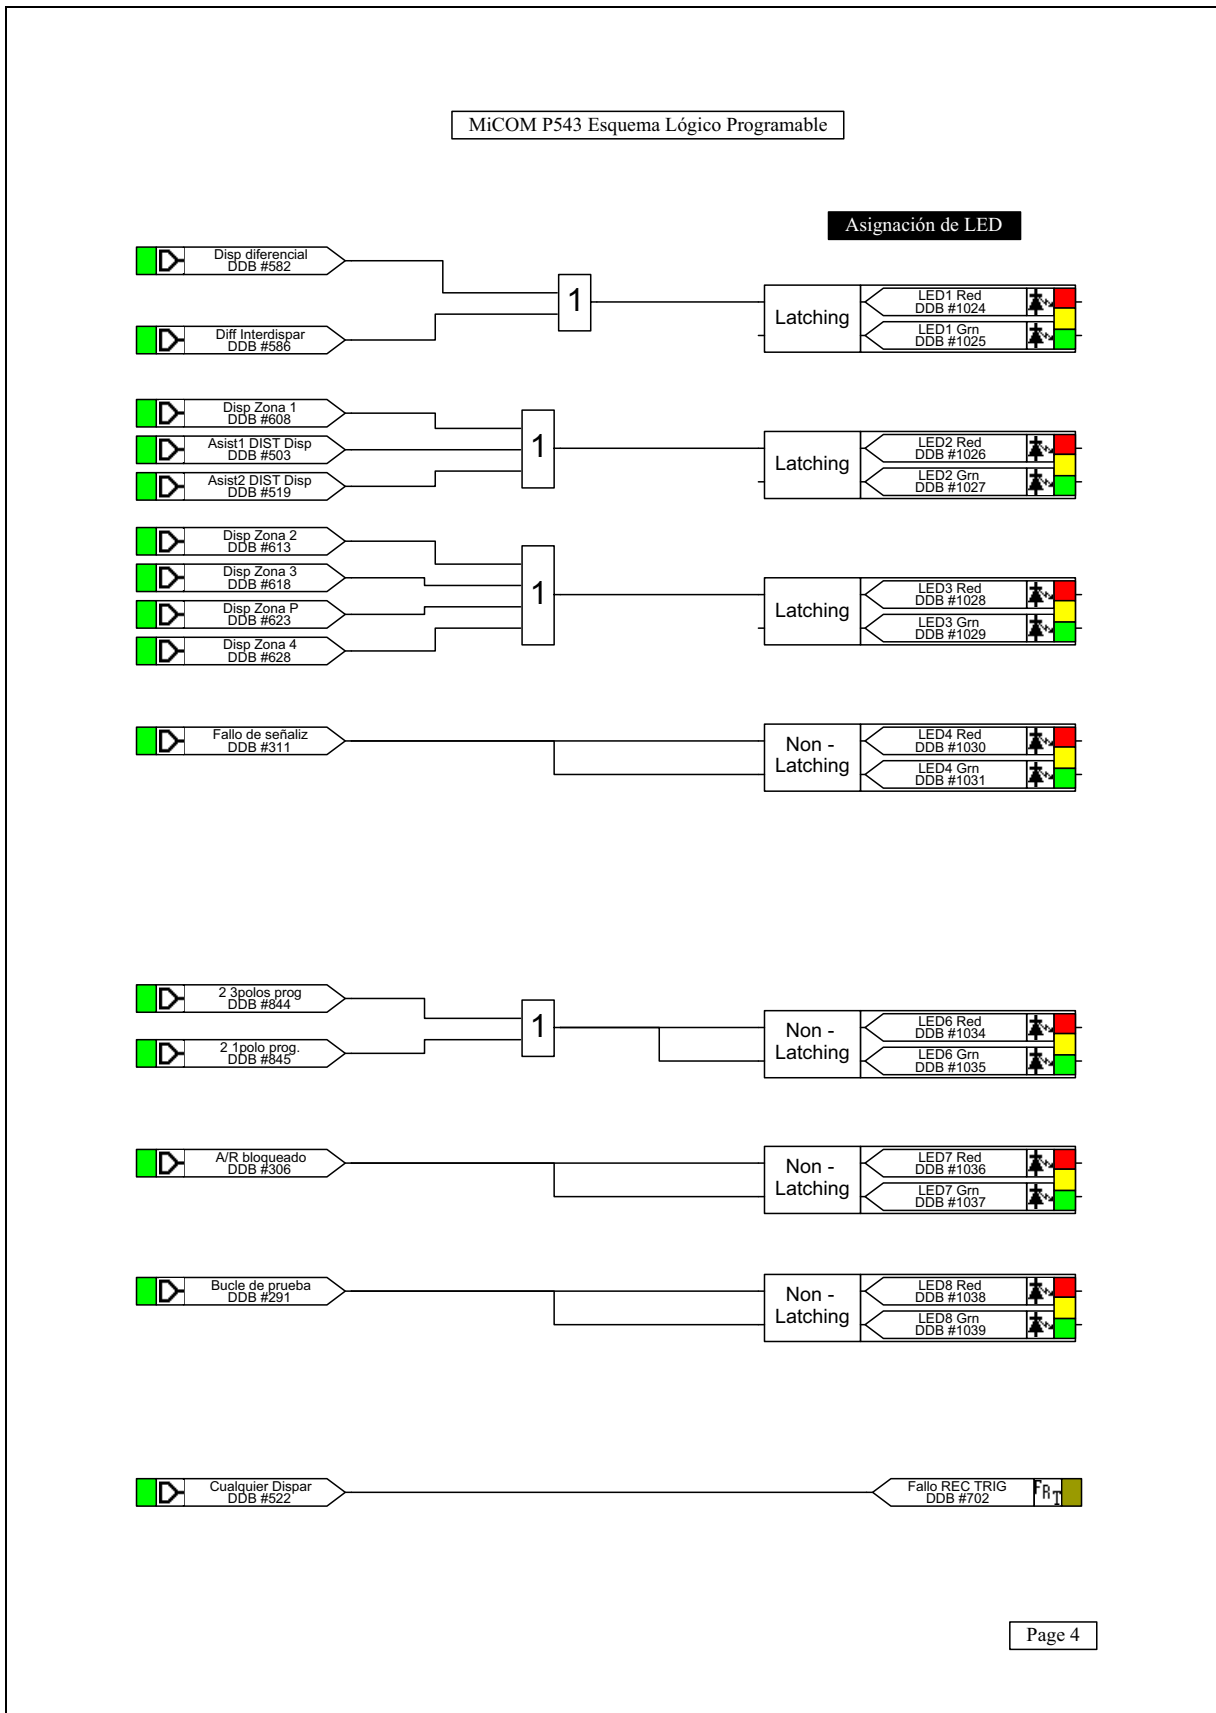 MiCOM P543 Esquema Lógico Programable
Asignación de LED
Disp diferencial
DDB #582
Diff Interdispar
DDB #586
1
Latching
LED1 Red
DDB #1024
LED1 Grn
DDB #1025
Disp Zona 1
DDB #608
Asist1 DIST Disp
DDB #503
Asist2 DIST Disp
DDB #519
1
Latching
LED2 Red
DDB #1026
LED2 Grn
DDB #1027
Disp Zona 2
DDB #613
Disp Zona 3
DDB #618
Disp Zona P
DDB #623
Disp Zona 4
DDB #628
1
Latching
LED3 Red
DDB #1028
LED3 Grn
DDB #1029
Fallo de señaliz
DDB #311
Non -
Latching
LED4 Red
DDB #1030
LED4 Grn
DDB #1031
2 3polos prog
DDB #844
2 1polo prog.
DDB #845
1
Non -
Latching
LED6 Red
DDB #1034
LED6 Grn
DDB #1035
A/R bloqueado
DDB #306
Non -
Latching
LED7 Red
DDB #1036
LED7 Grn
DDB #1037
Bucle de prueba
DDB #291
Non -
Latching
LED8 Red
DDB #1038
LED8 Grn
DDB #1039
Cualquier Dispar
DDB #522
Fallo REC TRIG
DDB #702
FRT
Page 4